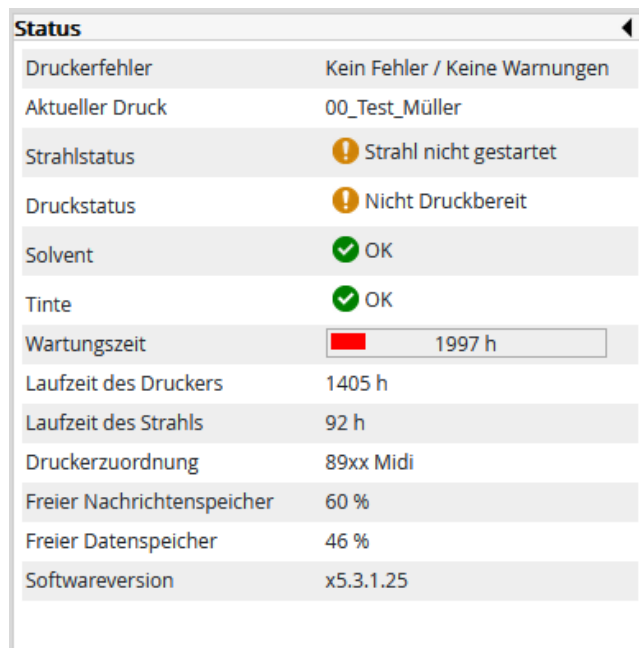 Status
Druckerfehler Kein Fehler / Keine Warnungen
Aktueller Druck 00_Test_Müller
Strahlstatus Strahl nicht gestartet
Druckstatus Nicht Druckbereit
Solvent OK
Tinte OK
Wartungszeit 1997 h
Laufzeit des Druckers 1405 h
Laufzeit des Strahls 92 h
Druckerzuordnung 89xx Midi
Freier Nachrichtenspeicher 60 %
Freier Datenspeicher 46 %
Softwareversion x5.3.1.25